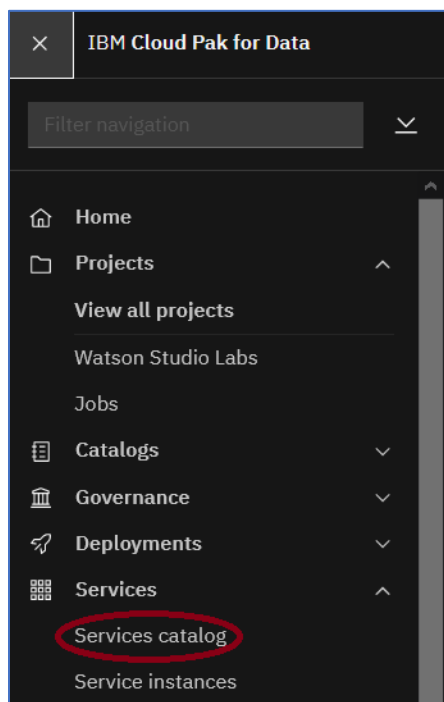 IBM Cloud Pak for Data
Filter navigation
Home
Projects
View all projects
Watson Studio Labs
Jobs
Catalogs
Governance
Deployments
Services
Services catalog
Service instances